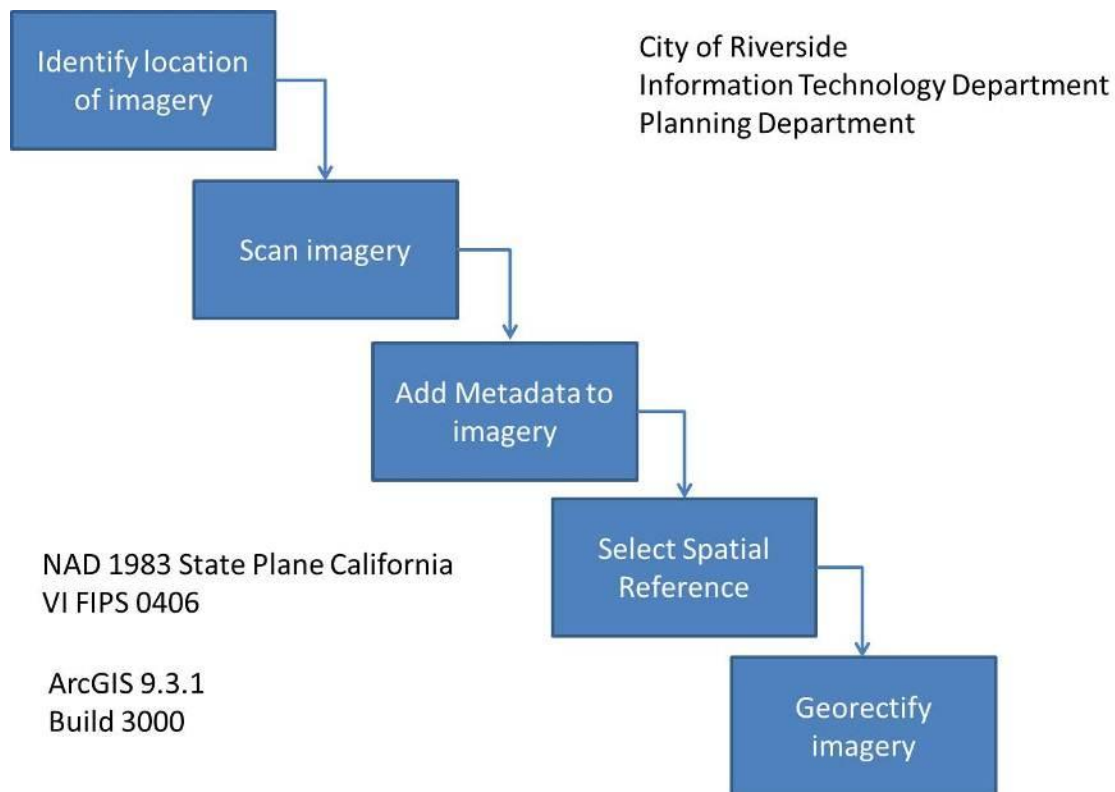 Identify location
of imagery
City of Riverside
Information Technology Department
Planning Department
Scan imagery
Add Metadata to
imagery
Select Spatial
Reference
NAD 1983 State Plane California
VI FIPS 0406
ArcGIS 9.3.1
Build 3000
Georectify
imagery